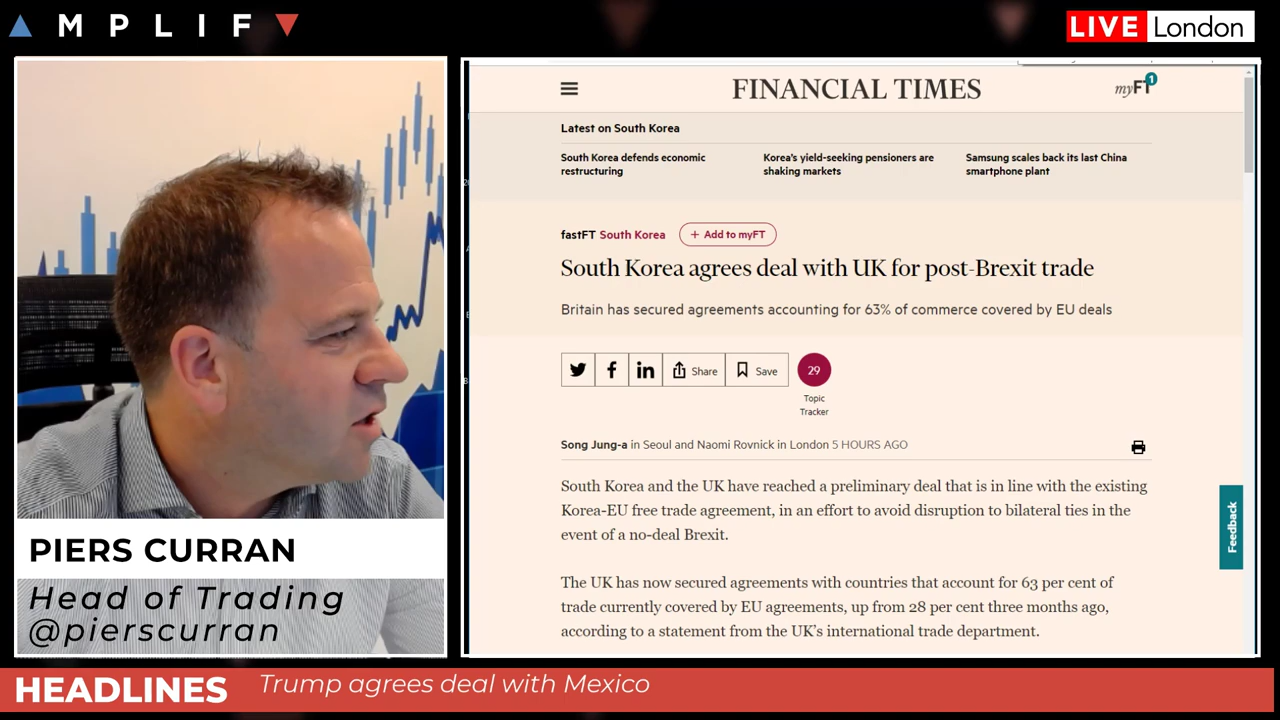 AMPLIFY
LIVE London
FINANCIAL TIMES
myFT
1
Latest on South Korea
South Korea defends economic
restructuring
Korea's yield-seeking pensioners are
shaking markets
Samsung scales back its last China
smartphone plant
fastFT South Korea
+ Add to myFT
South Korea agrees deal with UK for post-Brexit trade
Britain has secured agreements accounting for 63% of commerce covered by EU deals
Share
Save
29
Topic
Tracker
Song Jung-a in Seoul and Naomi Rovnick in London 5 HOURS AGO
South Korea and the UK have reached a preliminary deal that is in line with the existing
Korea-EU free trade agreement, in an effort to avoid disruption to bilateral ties in the
event of a no-deal Brexit.
The UK has now secured agreements with countries that account for 63 per cent of
trade currently covered by EU agreements, up from 28 per cent three months ago,
according to a statement from the UK's international trade department.
Feedback
PIERS CURRAN
Head of Trading
@pierscurran
HEADLINES
Trump agrees deal with Mexico